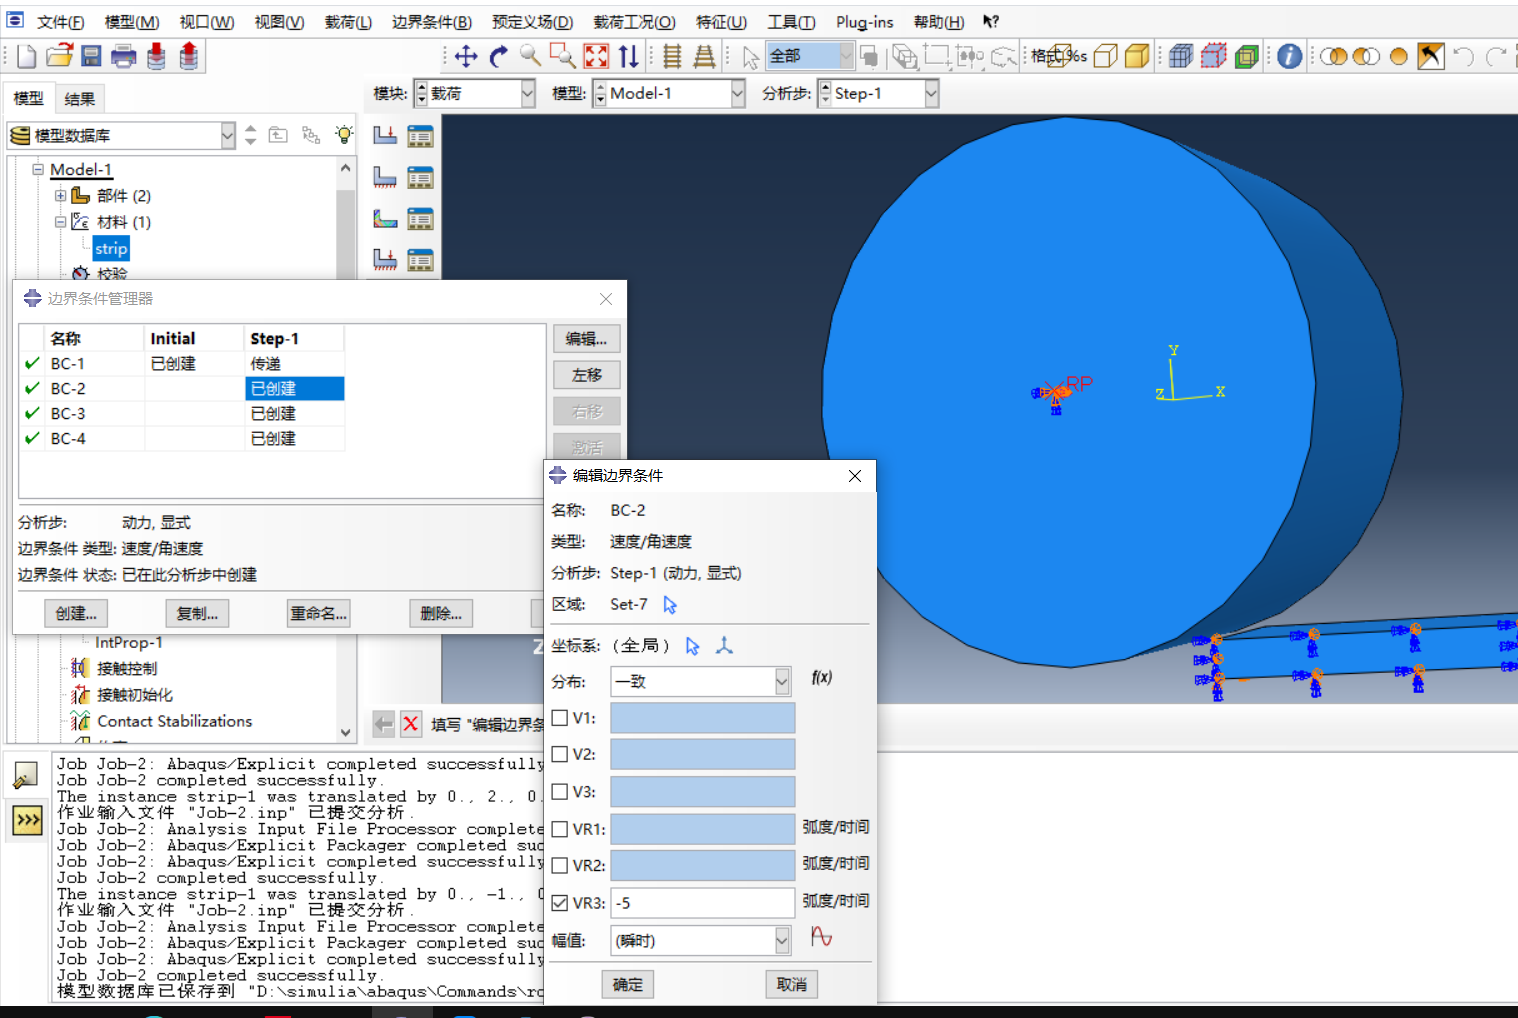 文件(F) 模型(M) 视口(W) 视图(V) 载荷(L) 边界条件(B) 预定义场(D) 载荷工况(O) 特征(U) 工具(T) Plug-ins 帮助(H)
全部 格式%s
模型 结果 模块: 载荷 模型: Model-1 分析步: Step-1
模型数据库
Model-1
部件 (2)
材料 (1)
strip
校验
边界条件管理器
名称 Initial Step-1
BC-1 已创建 传递
BC-2 已创建
BC-3 已创建
BC-4 已创建
编辑...
左移
右移
激活
分析步: 动力, 显式
边界条件 类型: 速度/角速度
边界条件 状态: 已在此分析步中创建
创建... 复制... 重命名... 删除...
IntProp-1
接触控制
接触初始化
Contact Stabilizations
RP
Y
Z X
Z
填写 "编辑边界条
编辑边界条件
名称: BC-2
类型: 速度/角速度
分析步: Step-1 (动力, 显式)
区域: Set-7
坐标系: (全局)
分布: 一致 f(x)
V1:
V2:
V3:
VR1: 弧度/时间
VR2: 弧度/时间
VR3: -5 弧度/时间
幅值: (瞬时)
确定 取消
Job Job-2: Abaqus/Explicit completed successfully
Job Job-2 completed successfully.
The instance strip-1 was translated by 0., 2., 0.
作业输入文件 "Job-2.inp" 已提交分析.
Job Job-2: Analysis Input File Processor complete
Job Job-2: Abaqus/Explicit Packager completed suc
Job Job-2: Abaqus/Explicit completed successfully
Job Job-2 completed successfully.
The instance strip-1 was translated by 0., -1., 0
作业输入文件 "Job-2.inp" 已提交分析.
Job Job-2: Analysis Input File Processor complete
Job Job-2: Abaqus/Explicit Packager completed suc
Job Job-2: Abaqus/Explicit completed successfully
Job Job-2 completed successfully.
模型数据库已保存到 "D:\simulia\abaqus\Commands\ro